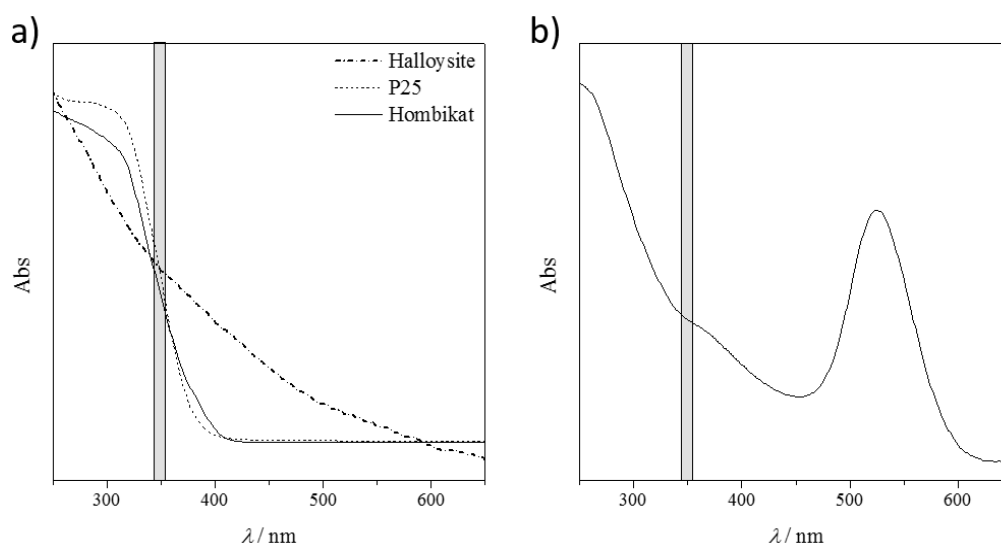 a)
Halloysite
P25
Hombikat
Abs
300
400
500
600
λ / nm
b)
Abs
300
400
500
600
λ / nm